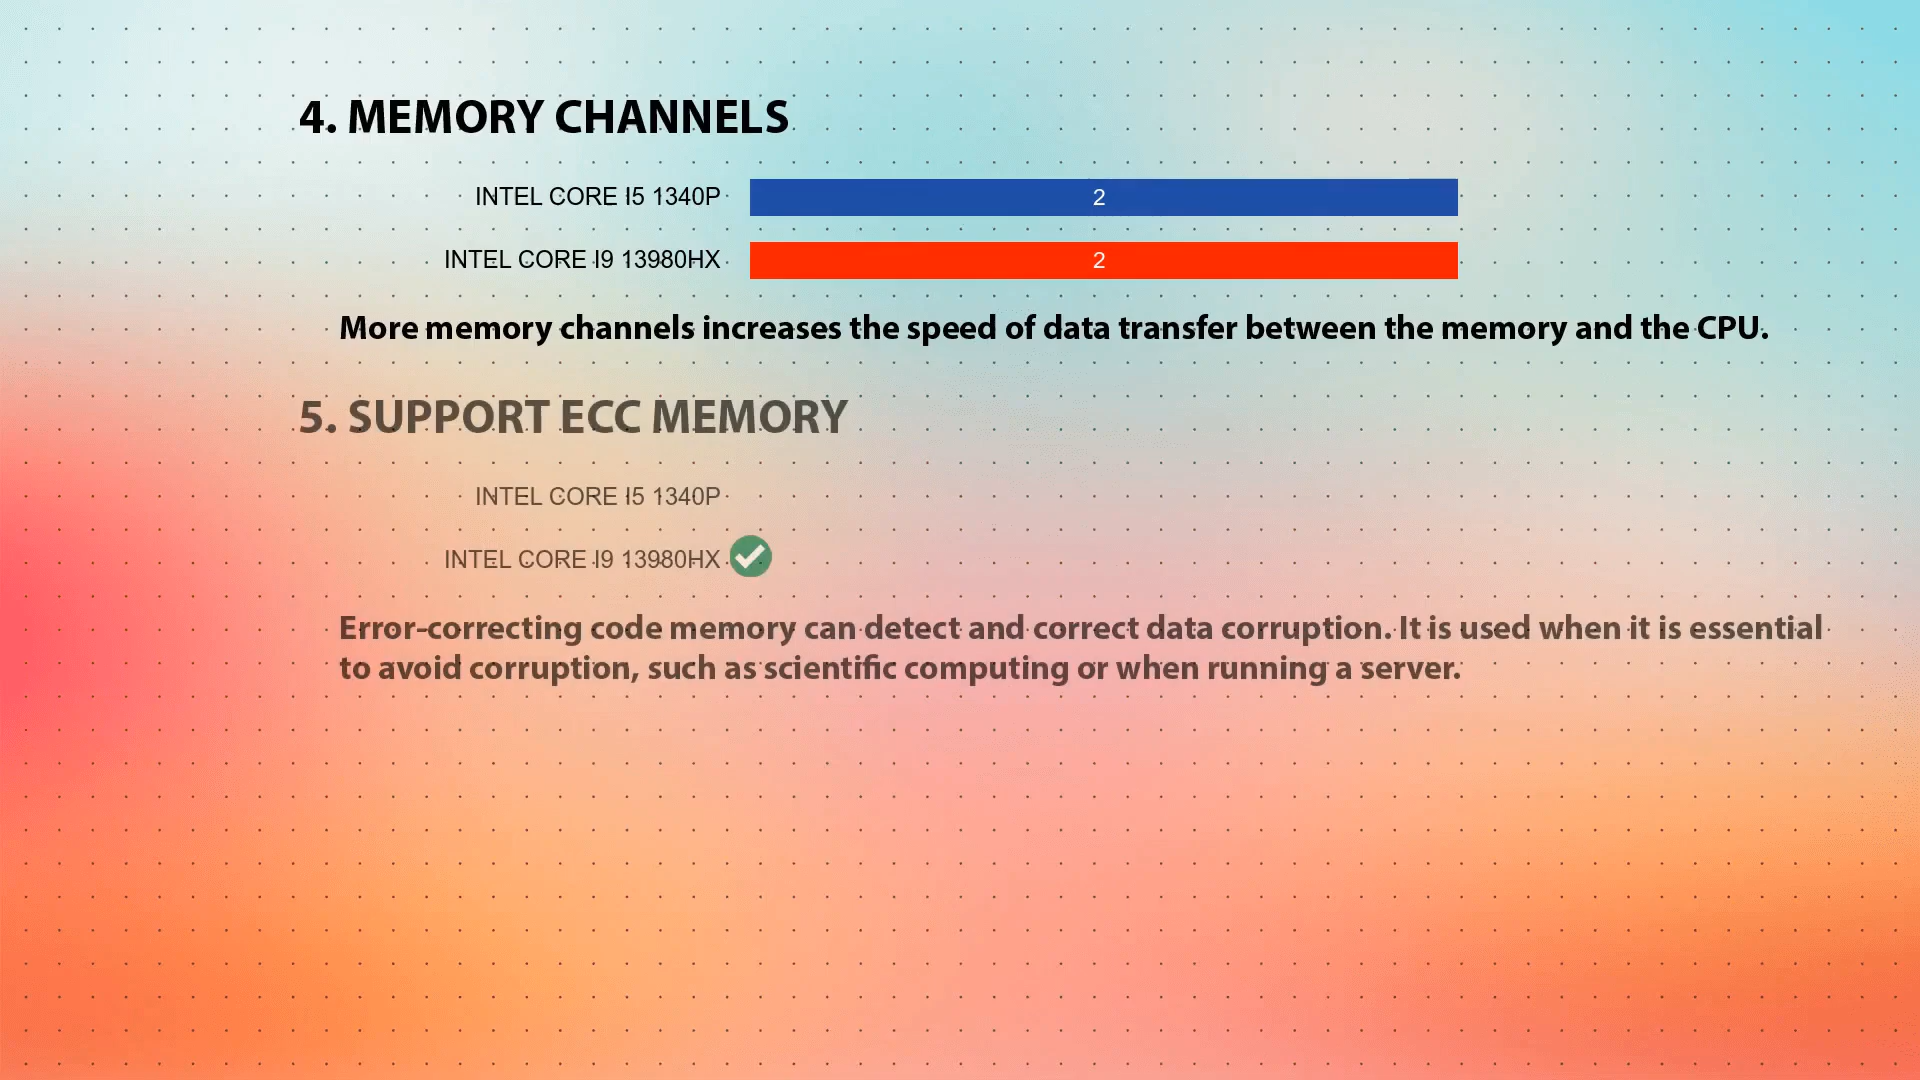 4. MEMORY CHANNELS
INTEL CORE I5 1340P
2
INTEL CORE I9 13980HX
2
More memory channels increases the speed of data transfer between the memory and the CPU.
5. SUPPORT ECC MEMORY
INTEL CORE I5 1340P
INTEL CORE I9 13980HX
Error-correcting code memory can detect and correct data corruption. It is used when it is essential
to avoid corruption, such as scientific computing or when running a server.